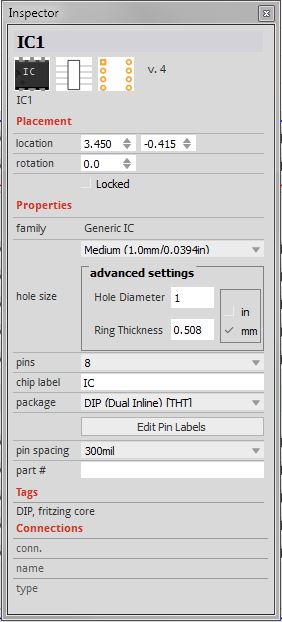 Inspector
IC1
IC
v. 4
IC1
Placement
location 3.450 -0.415
rotation 0.0
Locked
Properties
family Generic IC
Medium (1.0mm/0.0394in)
advanced settings
hole size
Hole Diameter 1
in
Ring Thickness 0.508
mm
pins 8
chip label IC
package DIP (Dual Inline) [THT]
Edit Pin Labels
pin spacing 300mil
part #
Tags
DIP, fritzing core
Connections
conn.
name
type